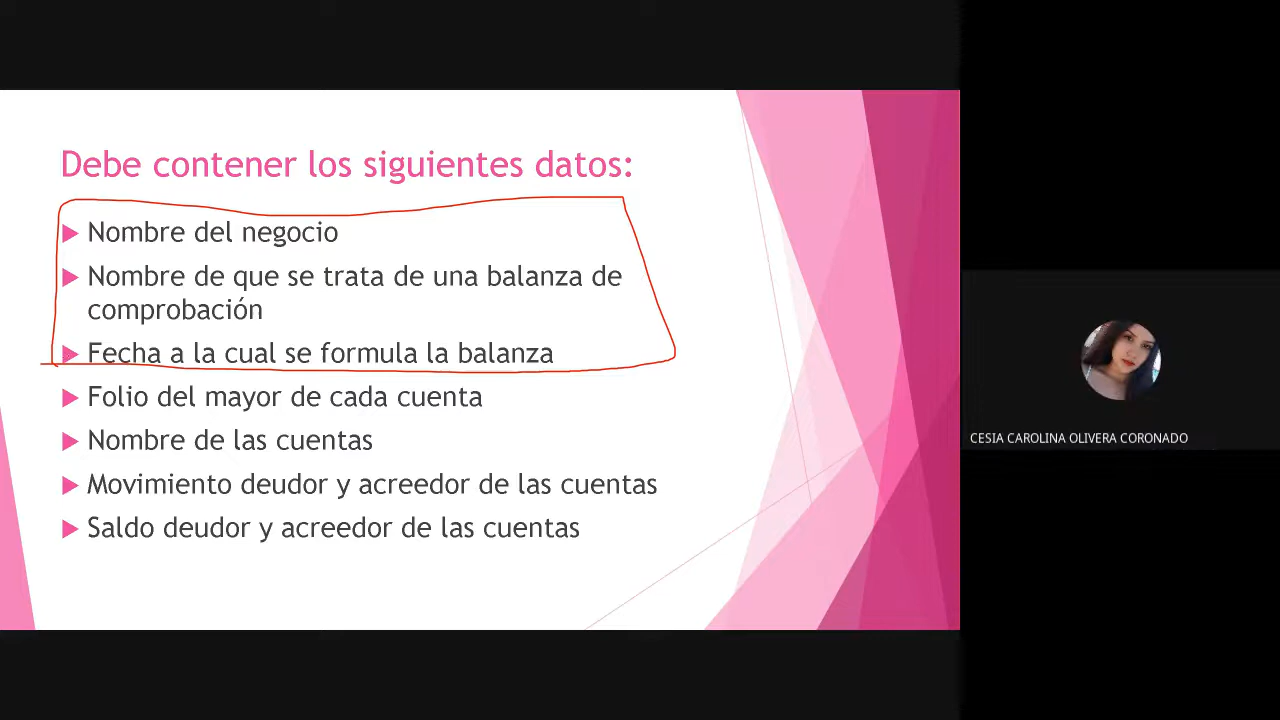 Debe contener los siguientes datos:
Nombre del negocio
Nombre de que se trata de una balanza de
comprobación
Fecha a la cual se formula la balanza
Folio del mayor de cada cuenta
Nombre de las cuentas
Movimiento deudor y acreedor de las cuentas
Saldo deudor y acreedor de las cuentas
CESIA CAROLINA OLIVERA CORONADO